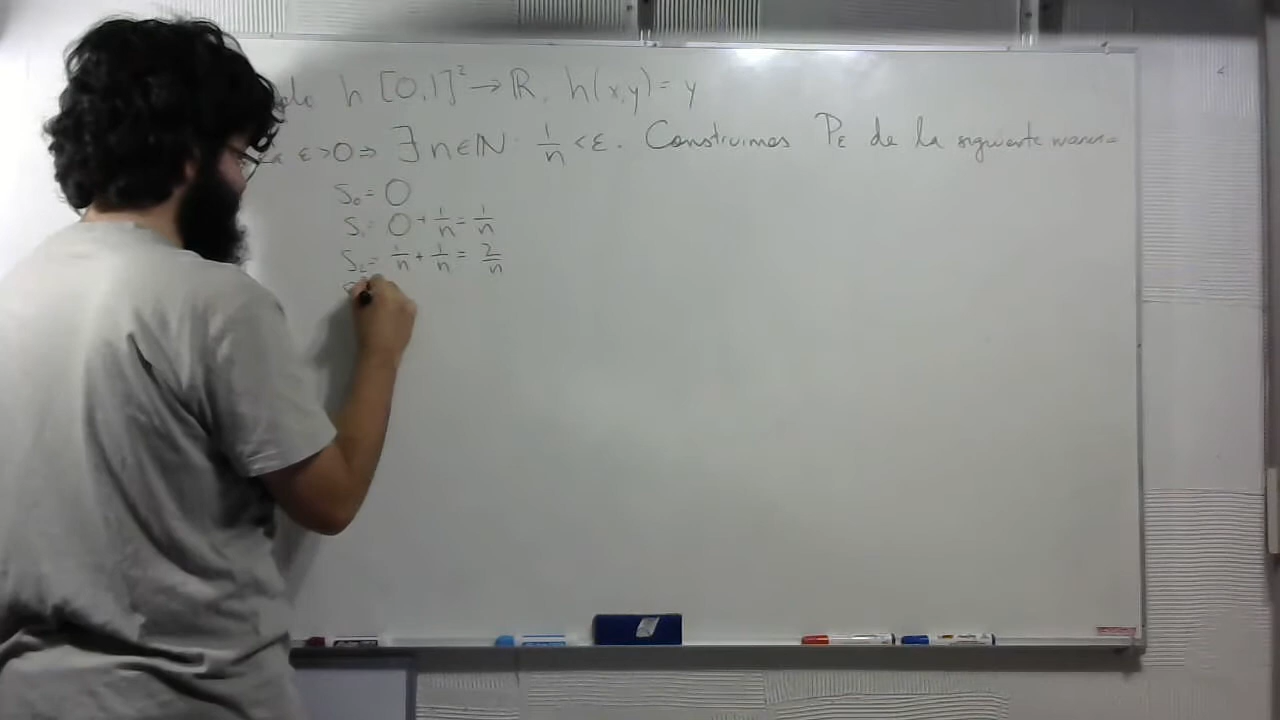 h [0,1]² → ℝ, h(x,y) = y
ε>0 ⇒ ∃ n∈ℕ · 1/n < ε. Construimos Pε de la siguiente manera
S₀ = 0
S₁ = 0 + 1/n = 1/n
S₂ = 1/n + 1/n = 2/n